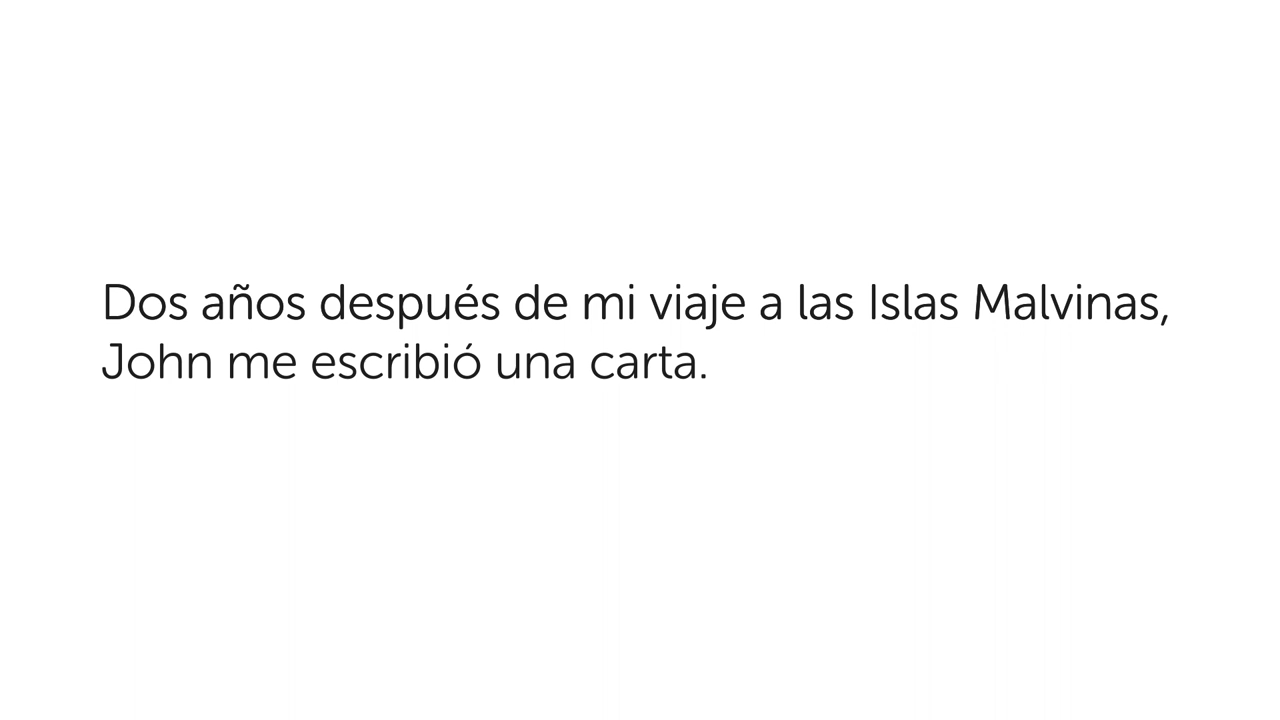 Dos años después de mi viaje a las Islas Malvinas,
John me escribió una carta.